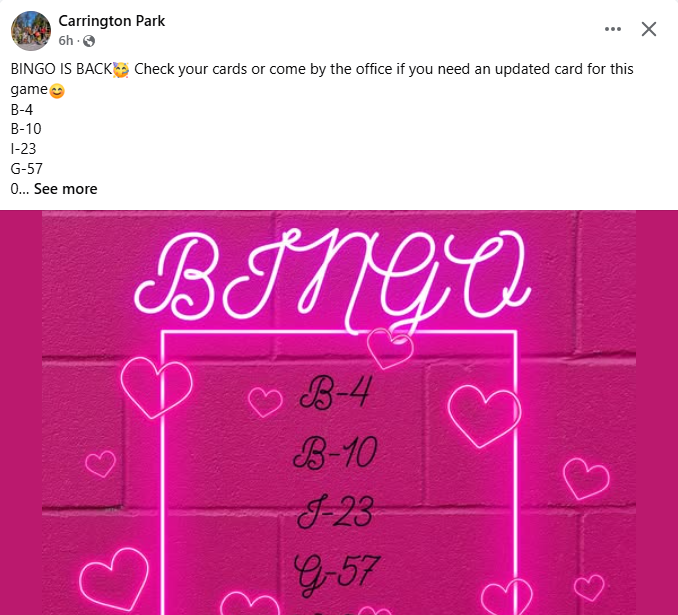 Carrington Park
6h
BINGO IS BACK🥳 Check your cards or come by the office if you need an updated card for this
game😊
B-4
B-10
I-23
G-57
0... See more
BINGO
B-4
B-10
I-23
G-57